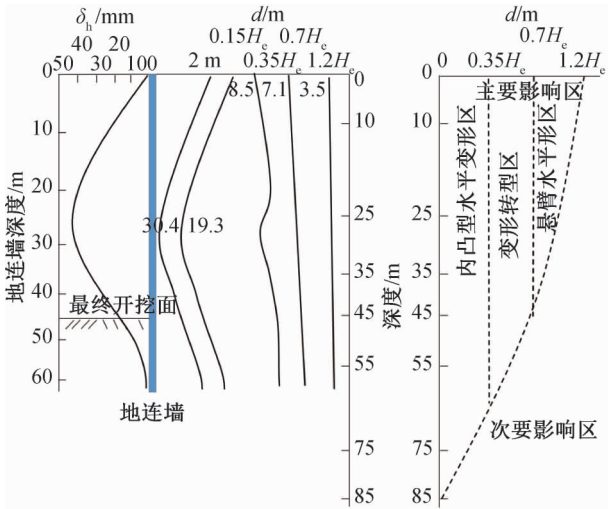 δh/mm
40 20
50 30 100
0
10
20
30
40
50
60
地连墙深度/m
最终开挖面
地连墙
d/m
0.15He 0.7He
2 m 0.35He 1.2He
8.5 7.1 3.5
30.4 19.3
0
10
25
35
45
55
75
85
深度/m
d/m
0.7He
0 0.35He 1.2He
0
10
25
35
45
55
75
85
主要影响区
内凸型水平变形区
变形转型区
悬臂水平形区
次要影响区